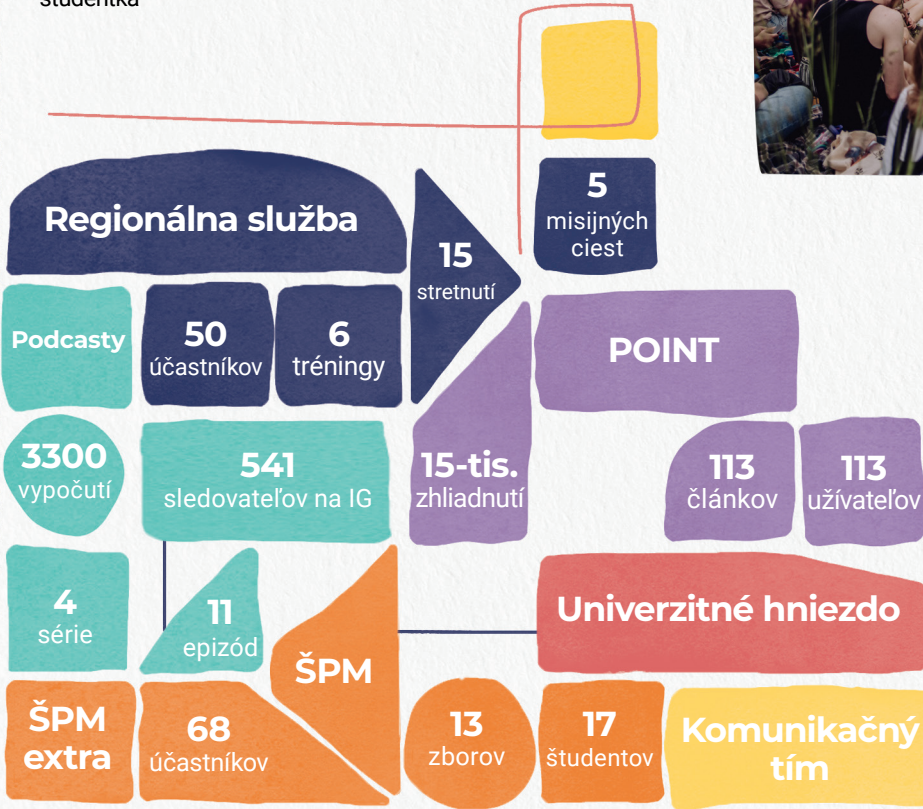 študentka
5
misijných
ciest
Regionálna služba
15
stretnutí
Podcasty
50
účastníkov
6
tréningy
POINT
3300
vypočutí
541
sledovateľov na IG
15-tis.
zhliadnutí
113
článkov
113
užívateľov
4
série
11
epizód
ŠPM
Univerzitné hniezdo
ŠPM
extra
68
účastníkov
13
zborov
17
študentov
Komunikačný
tím